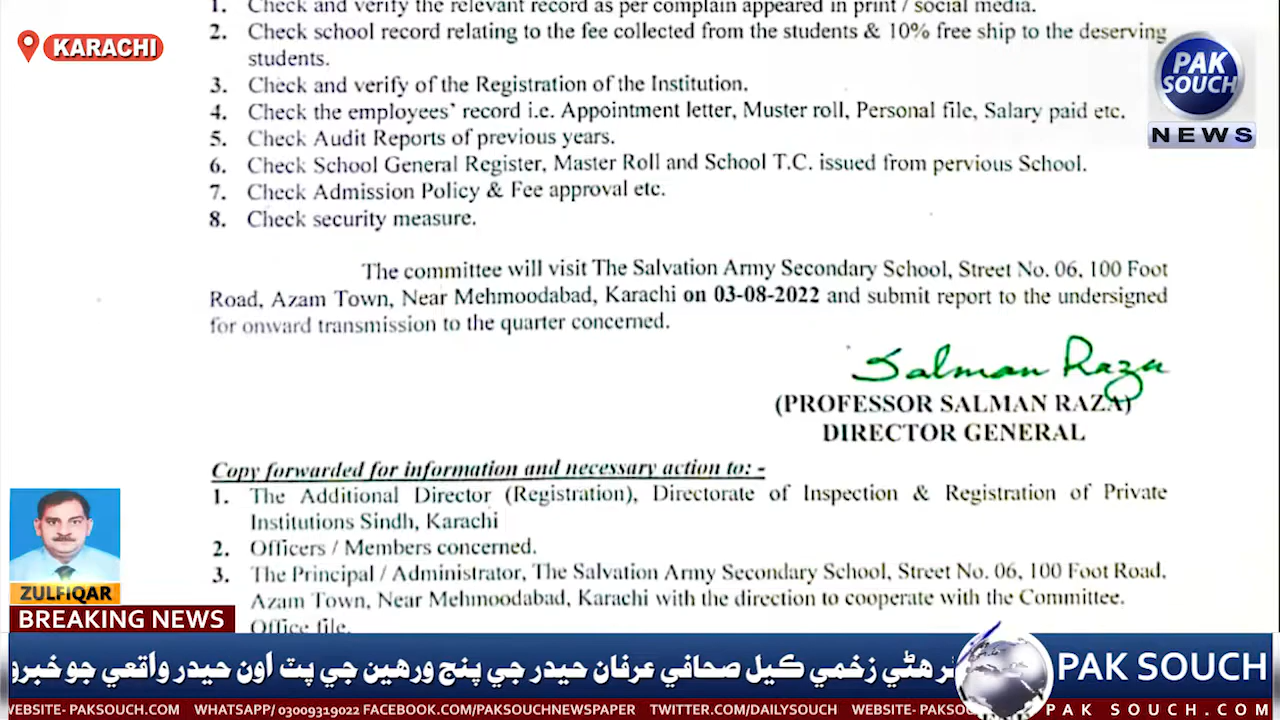 1. Check and verify the relevant record as per complain appeared in print / social media.
2. Check school record relating to the fee collected from the students & 10% free ship to the deserving
students.
3. Check and verify of the Registration of the Institution.
4. Check the employees' record i.e. Appointment letter, Muster roll, Personal file, Salary paid etc.
5. Check Audit Reports of previous years.
6. Check School General Register, Master Roll and School T.C. issued from pervious School.
7. Check Admission Policy & Fee approval etc.
8. Check security measure.
The committee will visit The Salvation Army Secondary School, Street No. 06, 100 Foot
Road, Azam Town, Near Mehmoodabad, Karachi on 03-08-2022 and submit report to the undersigned
for onward transmission to the quarter concerned.
Salman Raza
(PROFESSOR SALMAN RAZA)
DIRECTOR GENERAL
Copy forwarded for information and necessary action to: -
1. The Additional Director (Registration), Directorate of Inspection & Registration of Private
Institutions Sindh, Karachi
2. Officers / Members concerned.
3. The Principal / Administrator, The Salvation Army Secondary School, Street No. 06, 100 Foot Road,
Azam Town, Near Mehmoodabad, Karachi with the direction to cooperate with the Committee.
Office file.
KARACHI
PAK
SOUCH
NEWS
ZULFIQAR
BREAKING NEWS
هڻي زخمي ڪيل صحافي عرفان حيدر جي پنج ورهين جي پٽ اون حيدر واقعي جو خبرو
PAK SOUCH
WEBSITE- PAKSOUCH.COM WHATSAPP/ 03009319022 FACEBOOK.COM/PAKSOUCHNEWSPAPER TWITTER.COM/DAILYSOUCH WEBSITE- PAKSO
PAK SOUCH.COM